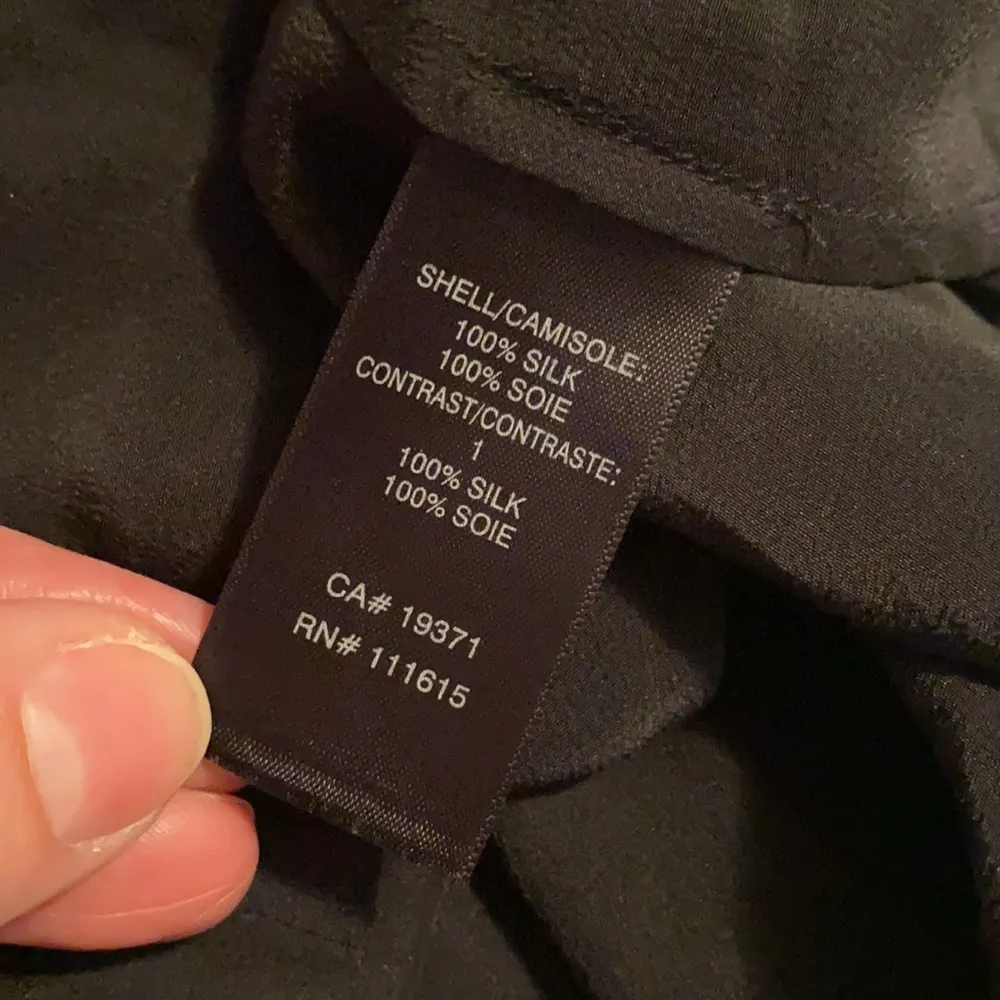 SHELL/CAMISOLE:
100% SILK
100% SOIE
CONTRAST/CONTRASTE:
1
100% SILK
100% SOIE
CA# 19371
RN# 111615